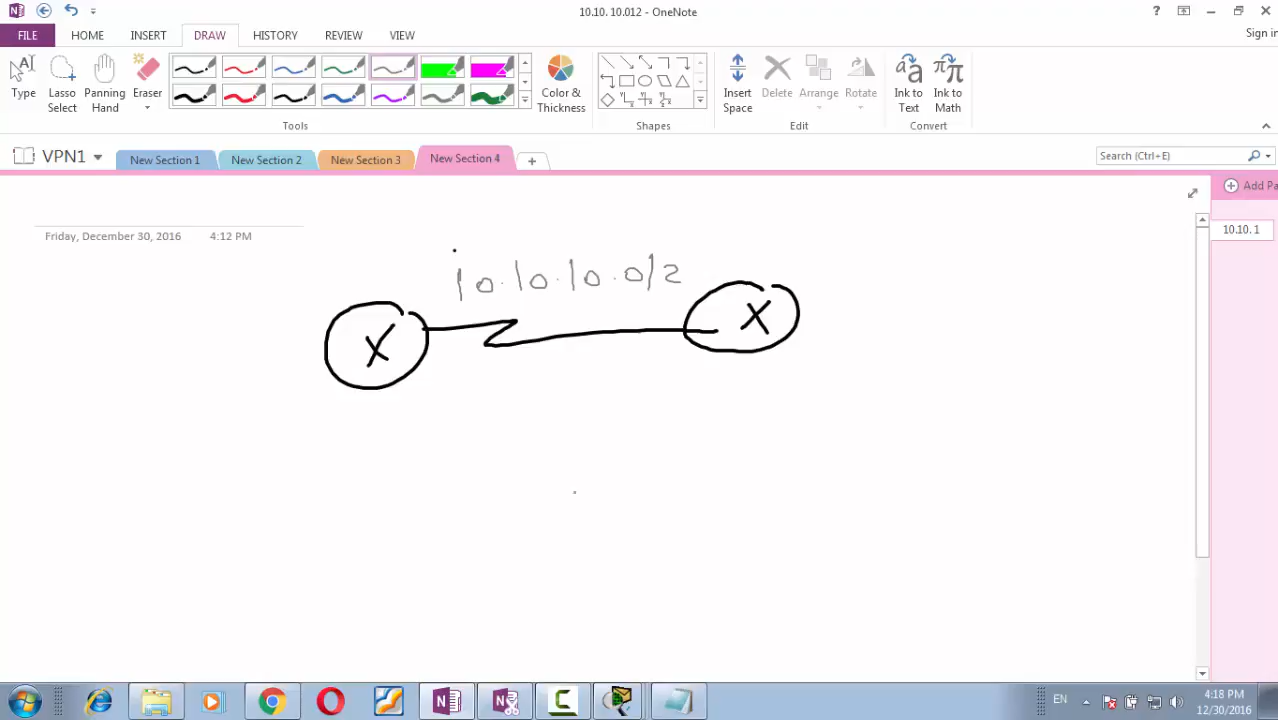 10.10. 10.012 - OneNote
Sign in
FILE HOME INSERT DRAW HISTORY REVIEW VIEW
Type
Lasso Select
Panning Hand
Eraser
Color & Thickness
Insert Space
Delete
Arrange
Rotate
Ink to Text
Ink to Math
Tools
Shapes
Edit
Convert
VPN1
New Section 1
New Section 2
New Section 3
New Section 4
Search (Ctrl+E)
Add Pa
10.10. 1
Friday, December 30, 2016 4:12 PM
10.10.10.0/2
X
X
EN
4:18 PM
12/30/2016